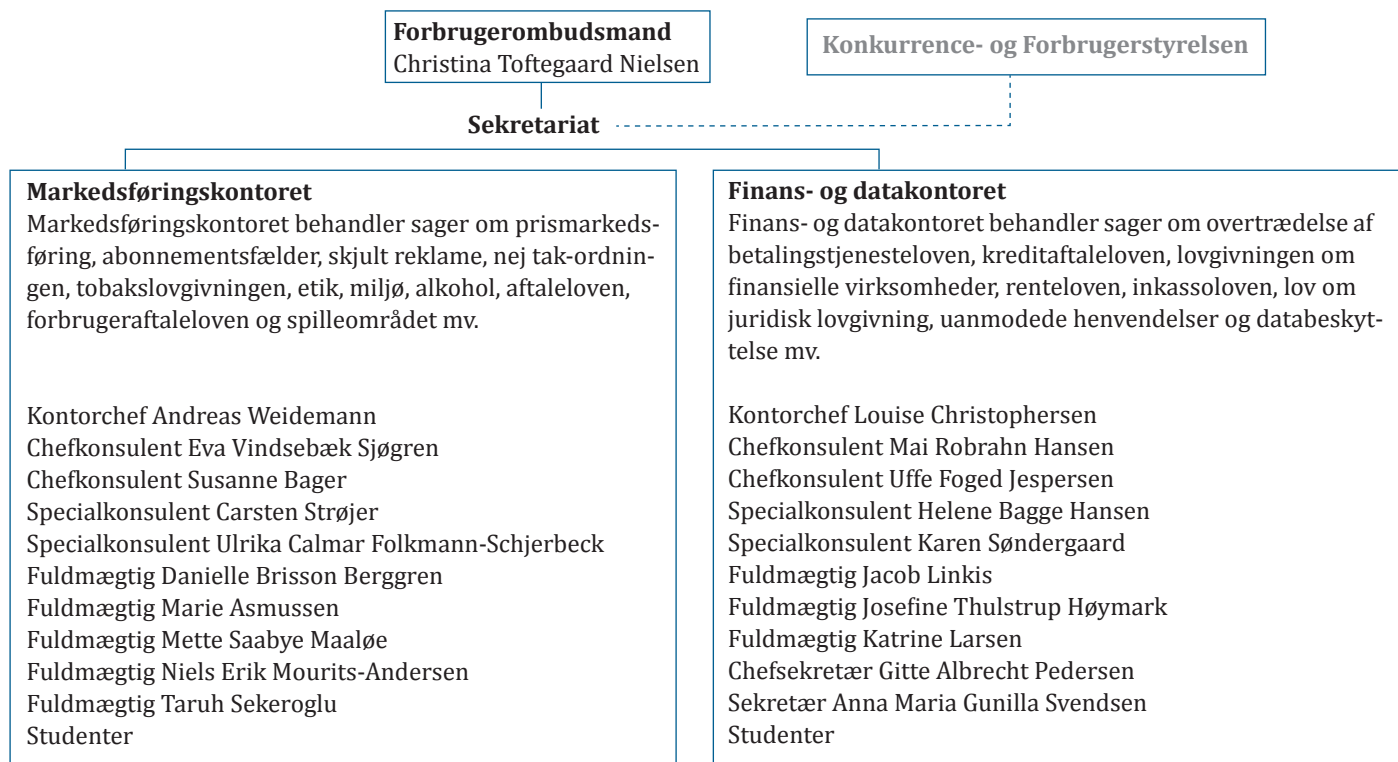 Forbrugerombudsmand
Christina Toftegaard Nielsen
Konkurrence- og Forbrugerstyrelsen
Sekretariat
Markedsføringskontoret
Markedsføringskontoret behandler sager om prismarkeds-
føring, abonnementsfælder, skjult reklame, nej tak-ordnin-
gen, tobakslovgivningen, etik, miljø, alkohol, aftaleloven,
forbrugeraftaleloven og spilleområdet mv.
Kontorchef Andreas Weidemann
Chefkonsulent Eva Vindsebæk Sjøgren
Chefkonsulent Susanne Bager
Specialkonsulent Carsten Strøjer
Specialkonsulent Ulrika Calmar Folkmann-Schjerbeck
Fuldmægtig Danielle Brisson Berggren
Fuldmægtig Marie Asmussen
Fuldmægtig Mette Saabye Maaløe
Fuldmægtig Niels Erik Mourits-Andersen
Fuldmægtig Taruh Sekeroglu
Studenter
Finans- og datakontoret
Finans- og datakontoret behandler sager om overtrædelse af
betalingstjenesteloven, kreditaftaleloven, lovgivningen om
finansielle virksomheder, renteloven, inkassoloven, lov om
juridisk lovgivning, uanmodede henvendelser og databeskyt-
telse mv.
Kontorchef Louise Christophersen
Chefkonsulent Mai Robrahn Hansen
Chefkonsulent Uffe Foged Jespersen
Specialkonsulent Helene Bagge Hansen
Specialkonsulent Karen Søndergaard
Fuldmægtig Jacob Linkis
Fuldmægtig Josefine Thulstrup Høymark
Fuldmægtig Katrine Larsen
Chefsekretær Gitte Albrecht Pedersen
Sekretær Anna Maria Gunilla Svendsen
Studenter